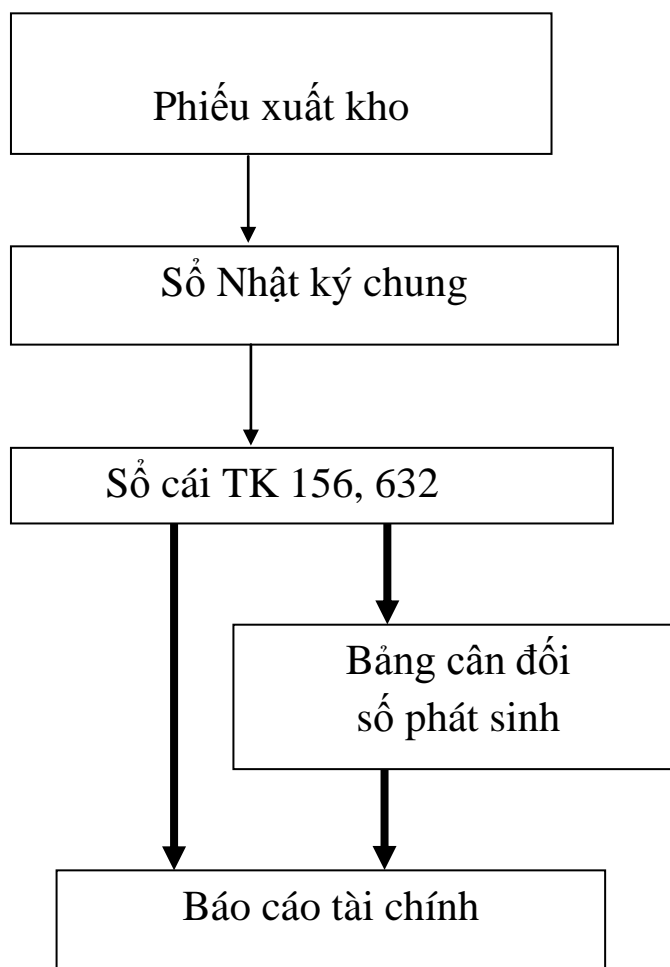 Phiếu xuất kho
Sổ Nhật ký chung
Sổ cái TK 156, 632
Bảng cân đối
số phát sinh
Báo cáo tài chính